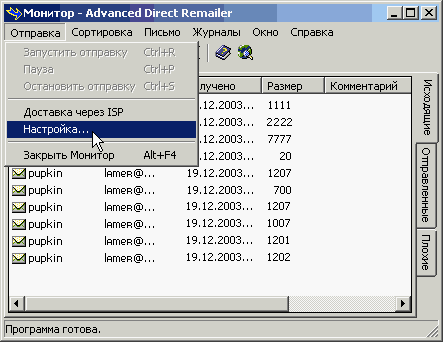 Монитор - Advanced Direct Remailer
Отправка Сортировка Письмо Журналы Окно Справка
Запустить отправку Ctrl+R
Пауза Ctrl+P
Остановить отправку Ctrl+S
Доставка через ISP
Настройка...
Закрыть Монитор Alt+F4
лучено Размер Комментарий
.12.2003... 1111
.12.2003... 2222
.12.2003... 7777
.12.2003... 20
pupkin lamer@... 19.12.2003... 1207
pupkin lamer@... 19.12.2003... 700
pupkin lamer@... 19.12.2003... 1207
pupkin lamer@... 19.12.2003... 1007
pupkin lamer@... 19.12.2003... 1201
pupkin lamer@... 19.12.2003... 1202
Исходящие
Отправленные
Плохие
Программа готова.